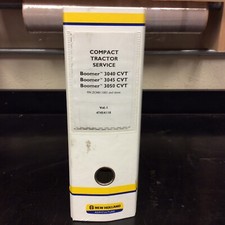 COMPACT
TRACTOR
SERVICE
Boomer™ 3040 CVT
Boomer™ 3045 CVT
Boomer™ 3050 CVT
Vol. 1
NEW HOLLAND